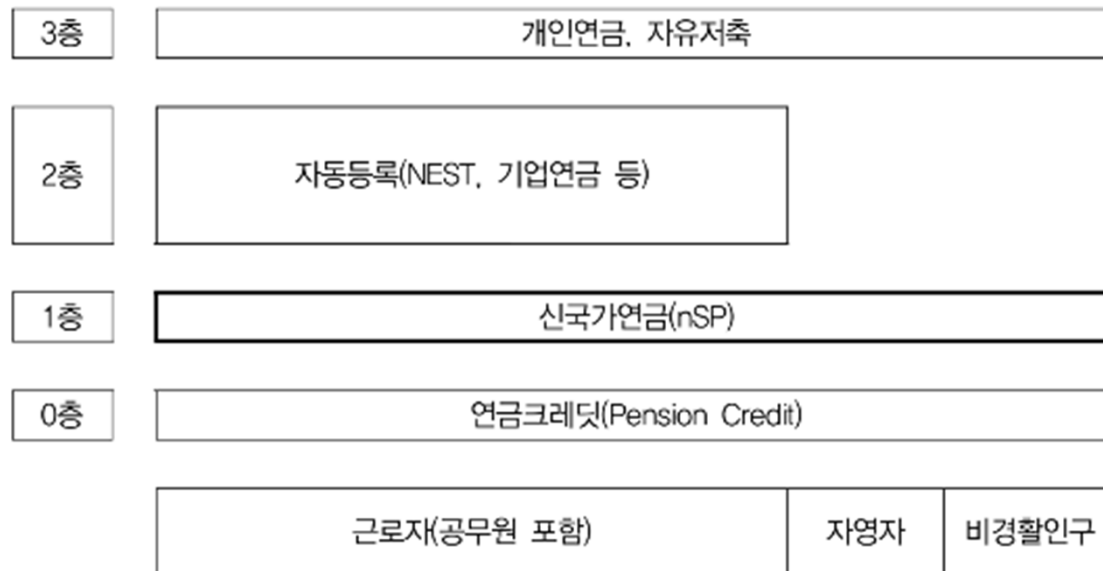 3층 개인연금, 자유저축
2층 자동등록(NEST, 기업연금 등)
1층 신국가연금(nSP)
0층 연금크레딧(Pension Credit)
근로자(공무원 포함) 자영자 비경활인구